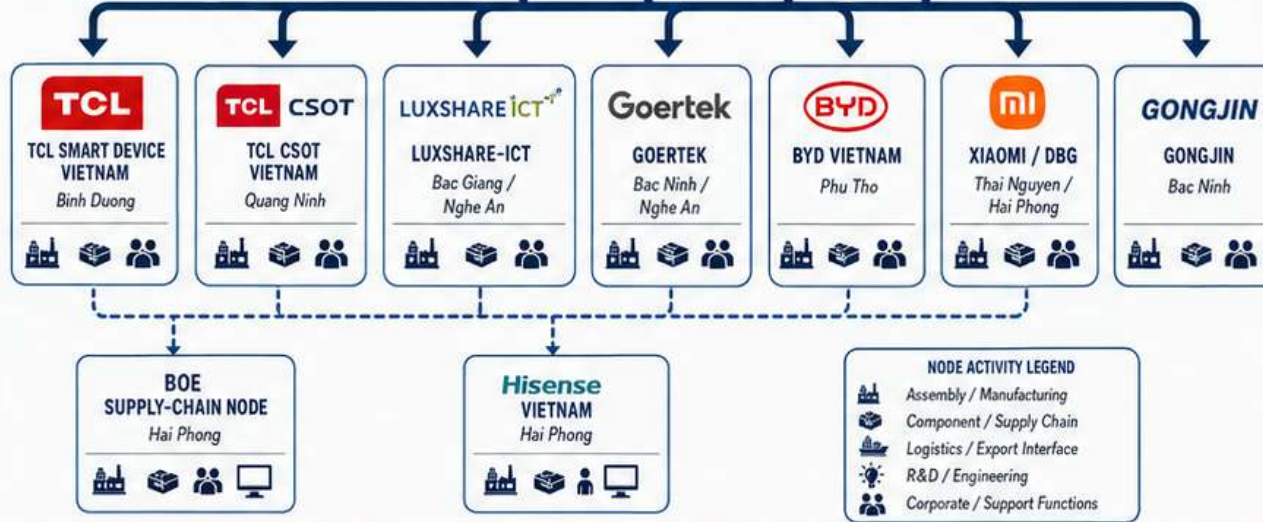 TCL
TCL SMART DEVICE
VIETNAM
Binh Duong
TCL CSOT
TCL CSOT
VIETNAM
Quang Ninh
LUXSHARE ICT
LUXSHARE-ICT
Bac Giang /
Nghe An
Goertek
GOERTEK
Bac Ninh /
Nghe An
BYD
BYD VIETNAM
Phu Tho
mi
XIAOMI / DBG
Thai Nguyen /
Hai Phong
GONGJIN
GONGJIN
Bac Ninh
BOE
SUPPLY-CHAIN NODE
Hai Phong
Hisense
VIETNAM
Hai Phong
NODE ACTIVITY LEGEND
Assembly / Manufacturing
Component / Supply Chain
Logistics / Export Interface
R&D / Engineering
Corporate / Support Functions